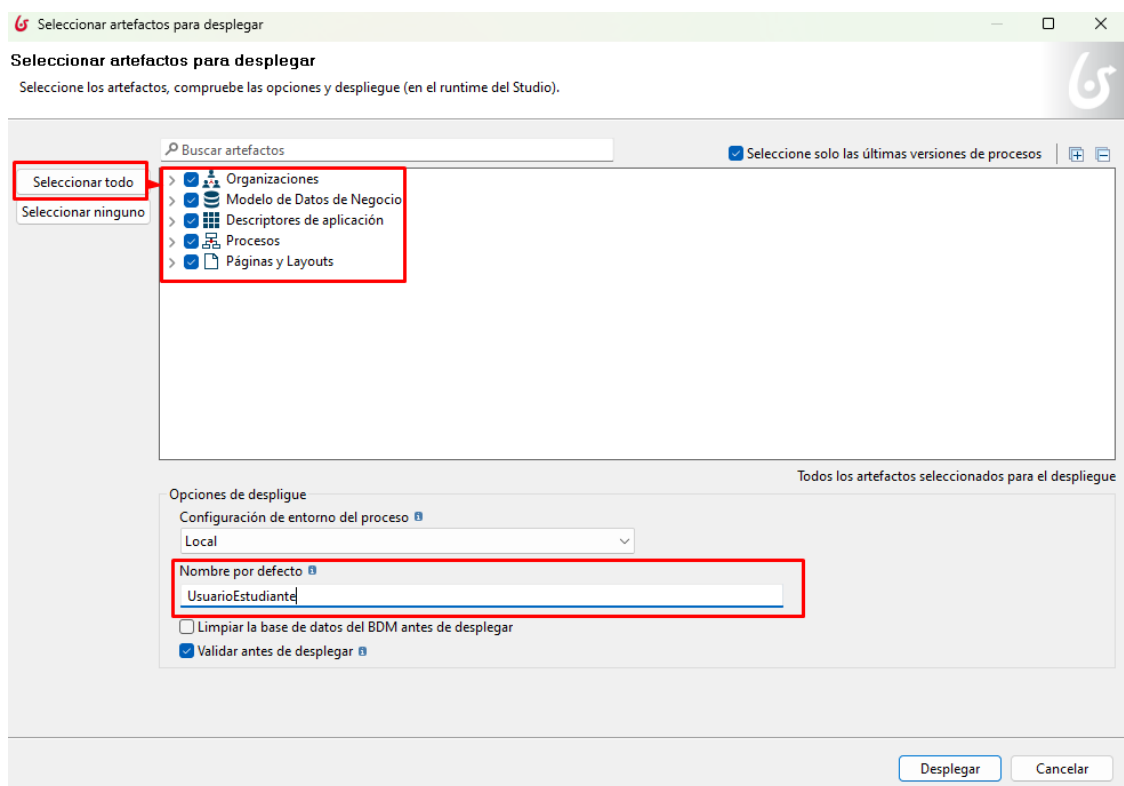 Seleccionar artefactos para desplegar
Seleccionar artefactos para desplegar
Seleccione los artefactos, compruebe las opciones y despliegue (en el runtime del Studio).
Buscar artefactos
Seleccione solo las últimas versiones de procesos
Seleccionar todo
Seleccionar ninguno
Organizaciones
Modelo de Datos de Negocio
Descriptores de aplicación
Procesos
Páginas y Layouts
Todos los artefactos seleccionados para el despliegue
Opciones de despligue
Configuración de entorno del proceso
Local
Nombre por defecto
UsuarioEstudiante
Limpiar la base de datos del BDM antes de desplegar
Validar antes de desplegar
Desplegar
Cancelar